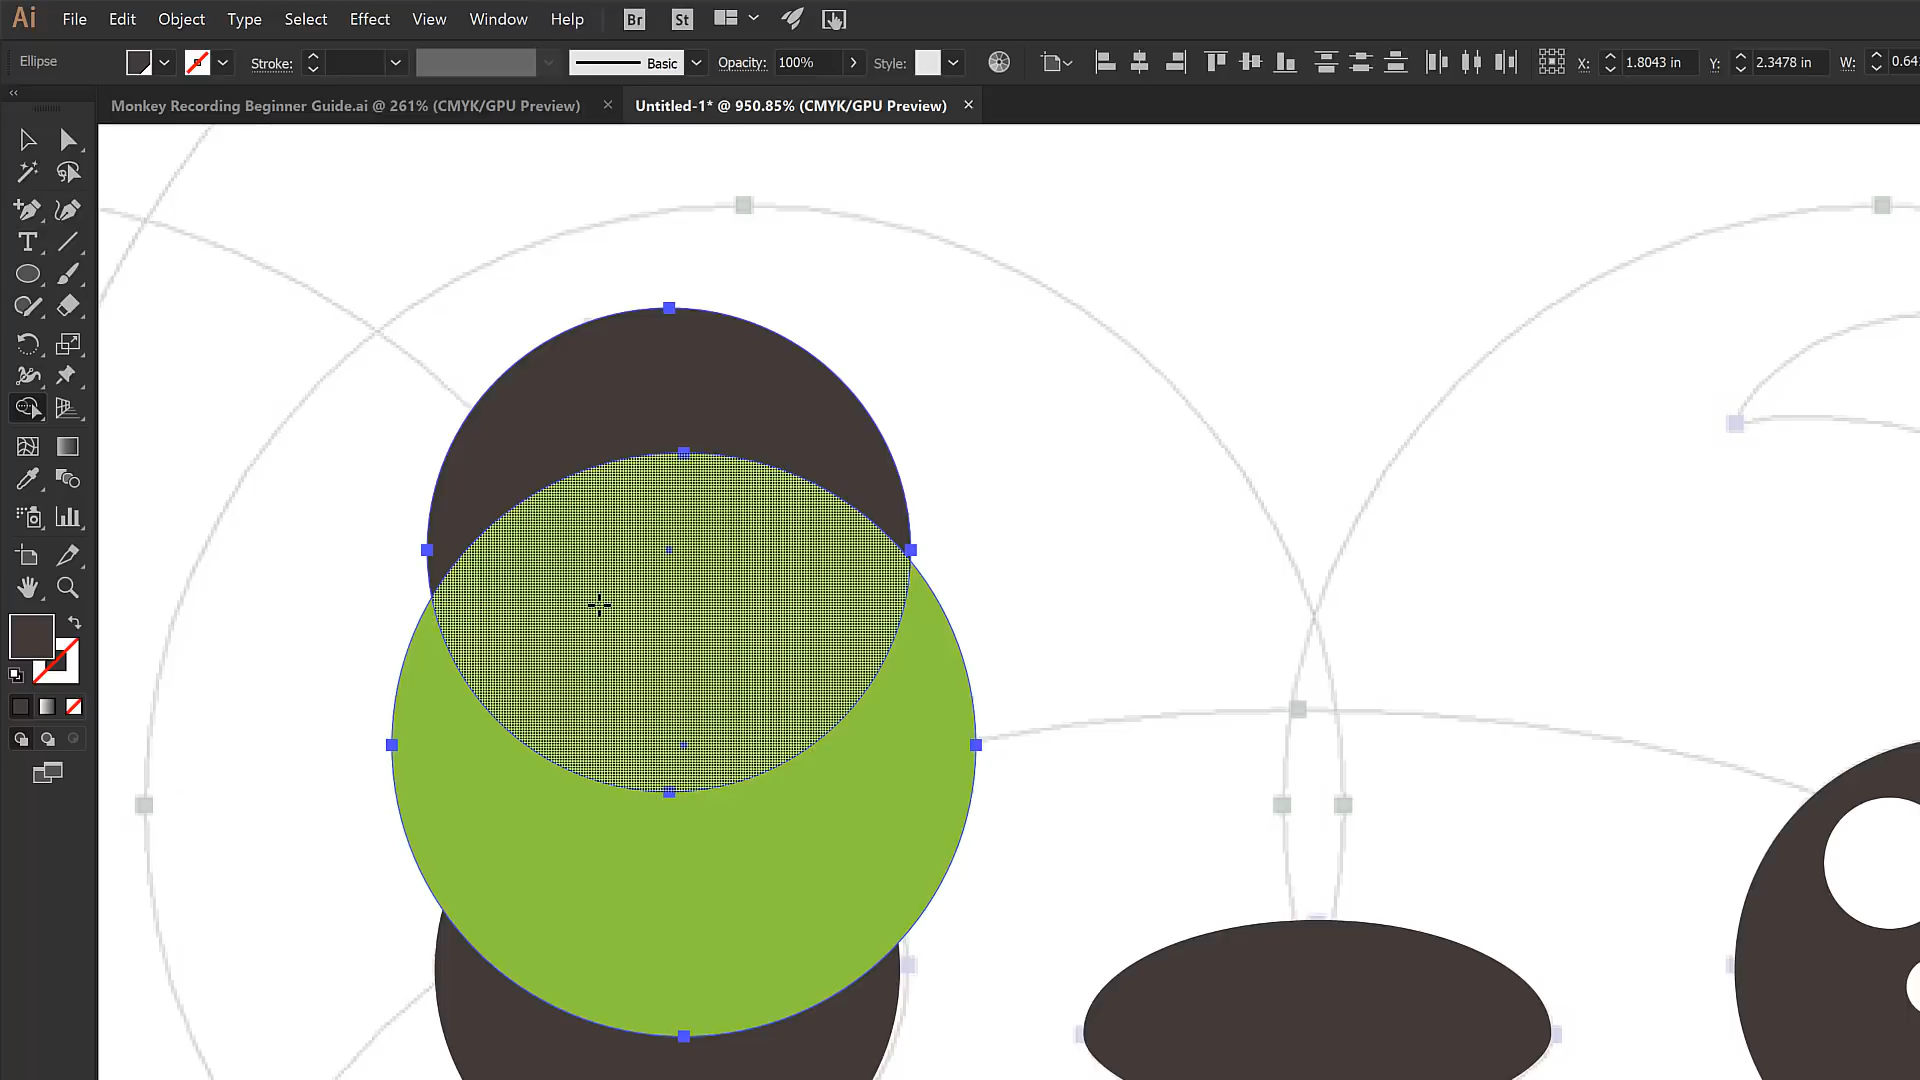 Ai File Edit Object Type Select Effect View Window Help Br St
Ellipse Stroke: Basic Opacity: 100% Style: X: 1.8043 in Y: 2.3478 in W: 0.64
Monkey Recording Beginner Guide.ai @ 261% (CMYK/GPU Preview) × Untitled-1* @ 950.85% (CMYK/GPU Preview) ×